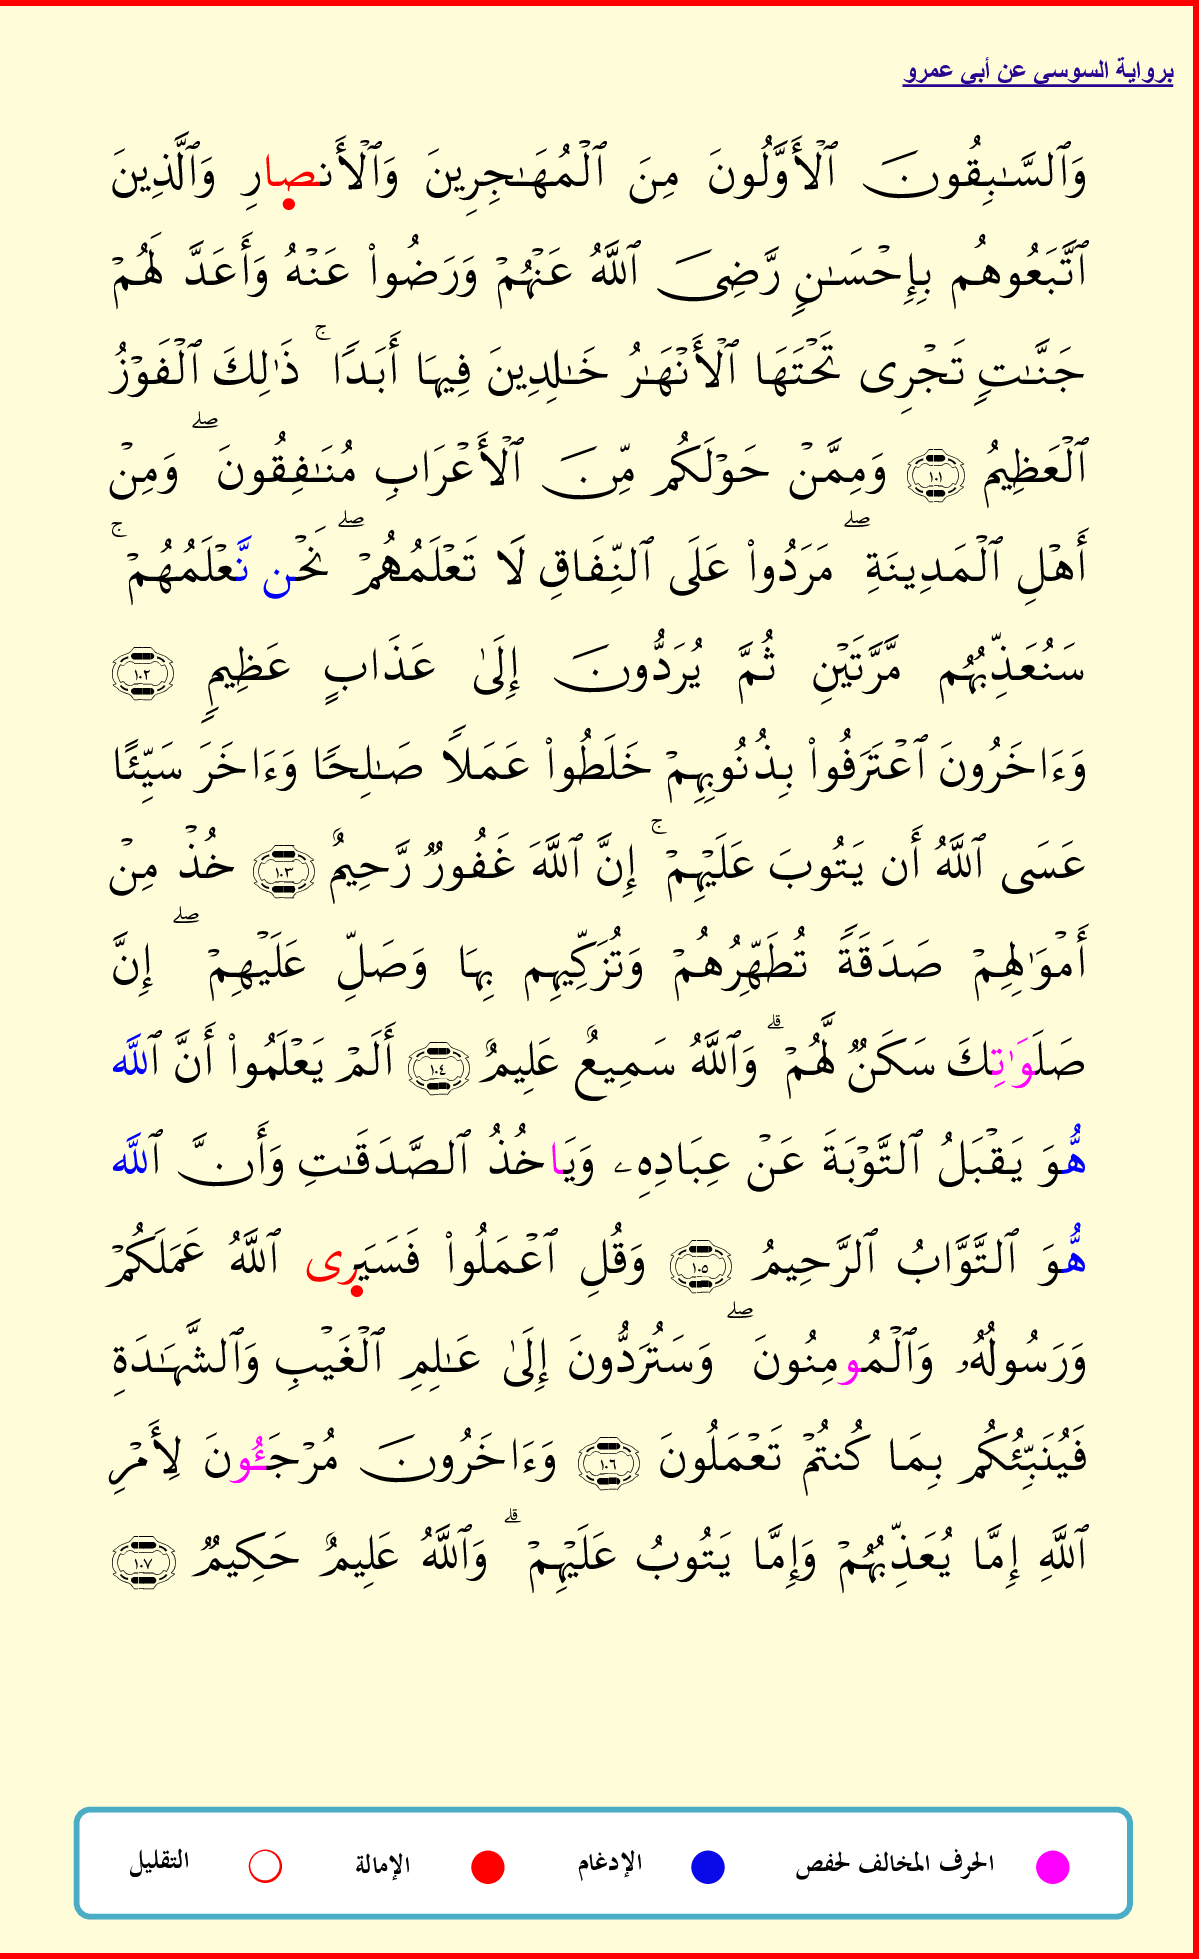 برواية السوسي عن أبي عمرو
وَٱلسَّـٰبِقُونَ ٱلۡأَوَّلُونَ مِنَ ٱلۡمُهَـٰجِرِينَ وَٱلۡأَنصارِ وَٱلَّذِينَ
ٱتَّبَعُوهُم بِإِحۡسَـٰنٍ رَّضِىَ ٱللَّهُ عَنۡهُمۡ وَرَضُواْ عَنۡهُ وَأَعَدَّ لَهُمۡ
جَنَّـٰتٍ تَجۡرِى تَحۡتَهَا ٱلۡأَنۡهَـٰرُ خَـٰلِدِينَ فِيهَا أَبَدًا ۚ ذَٰلِكَ ٱلۡفَوۡزُ
ٱلۡعَظِيمُ ١٠١ وَمِمَّنۡ حَوۡلَكُم مِّنَ ٱلۡأَعۡرَابِ مُنَـٰفِقُونَ ۖ وَمِنۡ
أَهۡلِ ٱلۡمَدِينَةِ ۖ مَرَدُواْ عَلَى ٱلنِّفَاقِ لَا تَعۡلَمُهُمۡ ۖ نَحۡن نَّعۡلَمُهُمۡ ۚ
سَنُعَذِّبُهُم مَّرَّتَيۡنِ ثُمَّ يُرَدُّونَ إِلَىٰ عَذَابٍ عَظِيمٍ ١٠٢
وَءَاخَرُونَ ٱعۡتَرَفُواْ بِذُنُوبِهِمۡ خَلَطُواْ عَمَلًا صَـٰلِحًا وَءَاخَرَ سَيِّئًا
عَسَى ٱللَّهُ أَن يَتُوبَ عَلَيۡهِمۡ ۚ إِنَّ ٱللَّهَ غَفُورٌ رَّحِيمٌ ١٠٣ خُذۡ مِنۡ
أَمۡوَٰلِهِمۡ صَدَقَةً تُطَهِّرُهُمۡ وَتُزَكِّيهِم بِهَا وَصَلِّ عَلَيۡهِمۡ ۖ إِنَّ
صَلَوَٰتِكَ سَكَنٌ لَّهُمۡ ۗ وَٱللَّهُ سَمِيعٌ عَلِيمٌ ١٠٤ أَلَمۡ يَعۡلَمُواْ أَنَّ ٱللَّه
هُّوَ يَقۡبَلُ ٱلتَّوۡبَةَ عَنۡ عِبَادِهِۦ وَيَاخُذُ ٱلصَّدَقَـٰتِ وَأَنَّ ٱللَّه
هُّوَ ٱلتَّوَّابُ ٱلرَّحِيمُ ١٠٥ وَقُلِ ٱعۡمَلُواْ فَسَيَرى ٱللَّهُ عَمَلَكُمۡ
وَرَسُولُهُۥ وَٱلۡمُومِنُونَ ۖ وَسَتُرَدُّونَ إِلَىٰ عَـٰلِمِ ٱلۡغَيۡبِ وَٱلشَّهَـٰدَةِ
فَيُنَبِّئُكُم بِمَا كُنتُمۡ تَعۡمَلُونَ ١٠٦ وَءَاخَرُونَ مُرۡجَـُٔونَ لِأَمۡرِ
ٱللَّهِ إِمَّا يُعَذِّبُهُمۡ وَإِمَّا يَتُوبُ عَلَيۡهِمۡ ۗ وَٱللَّهُ عَلِيمٌ حَكِيمٌ ١٠٧
الحرف المخالف لحفص الإدغام الإمالة التقليل